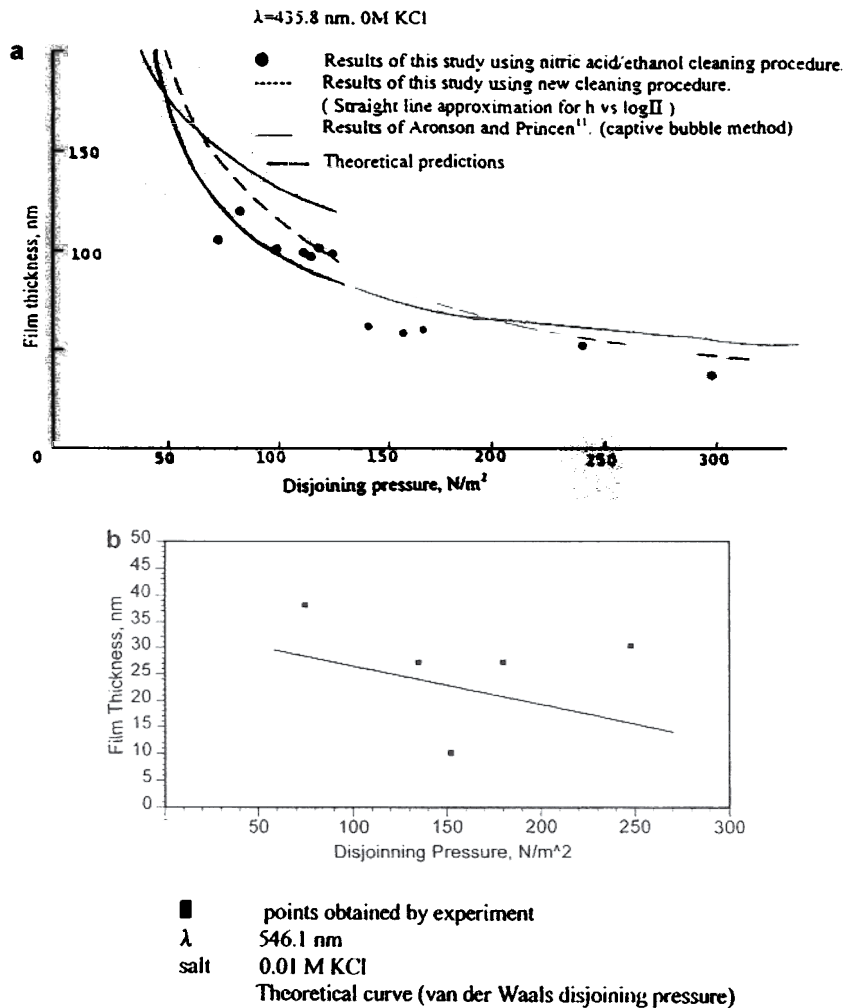 λ=435.8 nm. 0M KCl
a
Results of this study using nitric acid/ethanol cleaning procedure.
Results of this study using new cleaning procedure.
( Straight line approximation for h vs logΠ )
Results of Aronson and Princen¹¹. (captive bubble method)
Theoretical predictions
150
100
Film thickness, nm
0 50 100 150 200 250 300
Disjoining pressure, N/m²
b
50
45
40
35
30
25
20
15
10
5
0
Film Thickness, nm
50 100 150 200 250 300
Disjoinning Pressure, N/m^2
points obtained by experiment
λ 546.1 nm
salt 0.01 M KCl
Theoretical curve (van der Waals disjoining pressure)